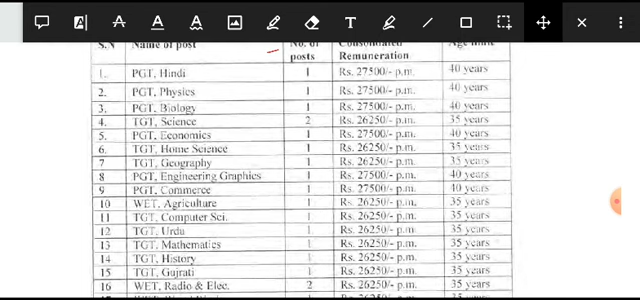 S.N Name of post No. of posts Consolidated Remuneration Age limit
1. PGT, Hindi 1 Rs. 27500/- p.m. 40 years
2. PGT, Physics 1 Rs. 27500/- p.m. 40 years
3. PGT, Biology 1 Rs. 27500/- p.m. 40 years
4. TGT, Science 2 Rs. 26250/- p.m. 35 years
5. PGT, Economics 1 Rs. 27500/- p.m. 40 years
6. TGT, Home Science 1 Rs. 26250/- p.m. 35 years
7 TGT, Geography 1 Rs. 26250/- p.m. 35 years
8 PGT, Engineering Graphics 1 Rs. 27500/- p.m. 40 years
9 PGT, Commerce 1 Rs. 27500/- p.m. 40 years
10 WET, Agriculture 1 Rs. 26250/- p.m. 35 years
11 TGT, Computer Sci. 1 Rs. 26250/- p.m. 35 years
12 TGT, Urdu 1 Rs. 26250/- p.m. 35 years
13 TGT, Mathematics 1 Rs. 26250/- p.m. 35 years
14 TGT, History 1 Rs. 26250/- p.m. 35 years
15 TGT, Gujrati 1 Rs. 26250/- p.m. 35 years
16 WET, Radio & Elec. 2 Rs. 26250/- p.m. 35 years